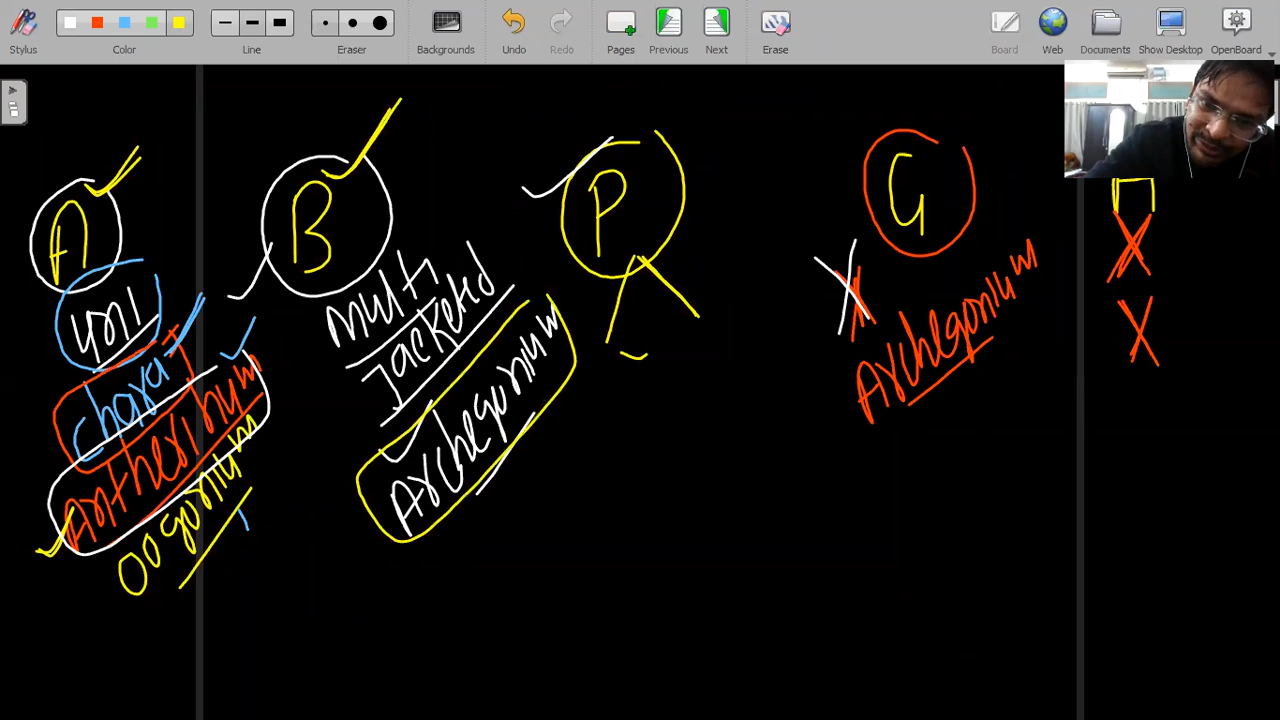 Stylus
Color
Line
Eraser
Backgrounds
Undo
Redo
Pages
Previous
Next
Erase
Board
Web
Documents
Show Desktop
OpenBoard
A
uni
chara
Antheridium
oogonium
B
multi
Jacketed
Archegonium
P
G
Archegonium